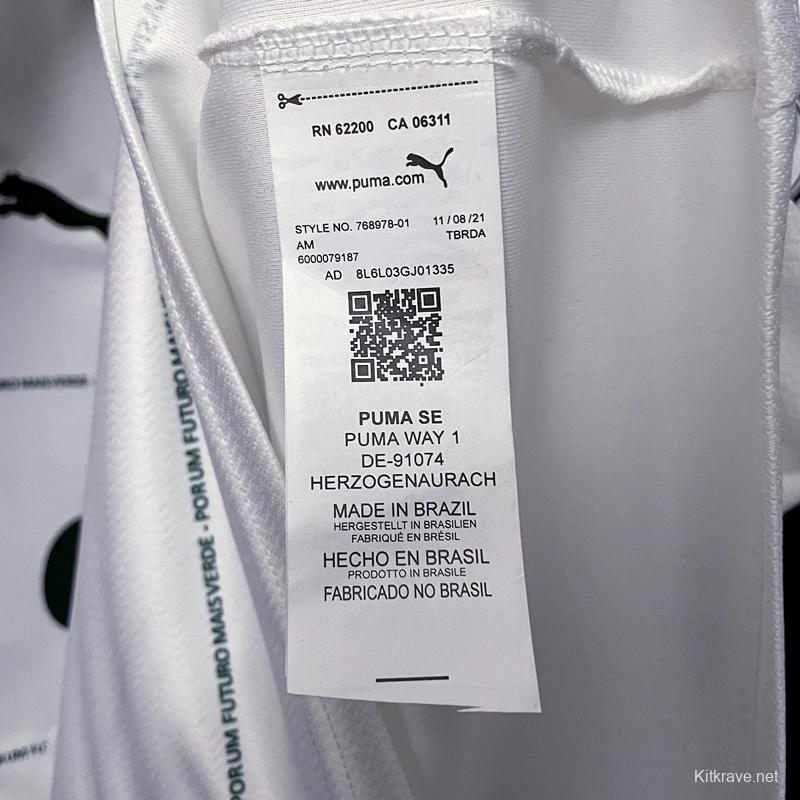 RN 62200 CA 06311
www.puma.com
STYLE NO. 768978-01 11 / 08 /21
AM TBRDA
6000079187
AD 8L6L03GJ01335
PUMA SE
PUMA WAY 1
DE-91074
HERZOGENAURACH
MADE IN BRAZIL
HERGESTELLT IN BRASILIEN
FABRIQUÉ EN BRÉSIL
HECHO EN BRASIL
PRODOTTO IN BRASILE
FABRICADO NO BRASIL
POR UM FUTURO MAIS VERDE - POR UM FUTURO MAIS VERDE
MAIS VERDE
Kitkrave.net